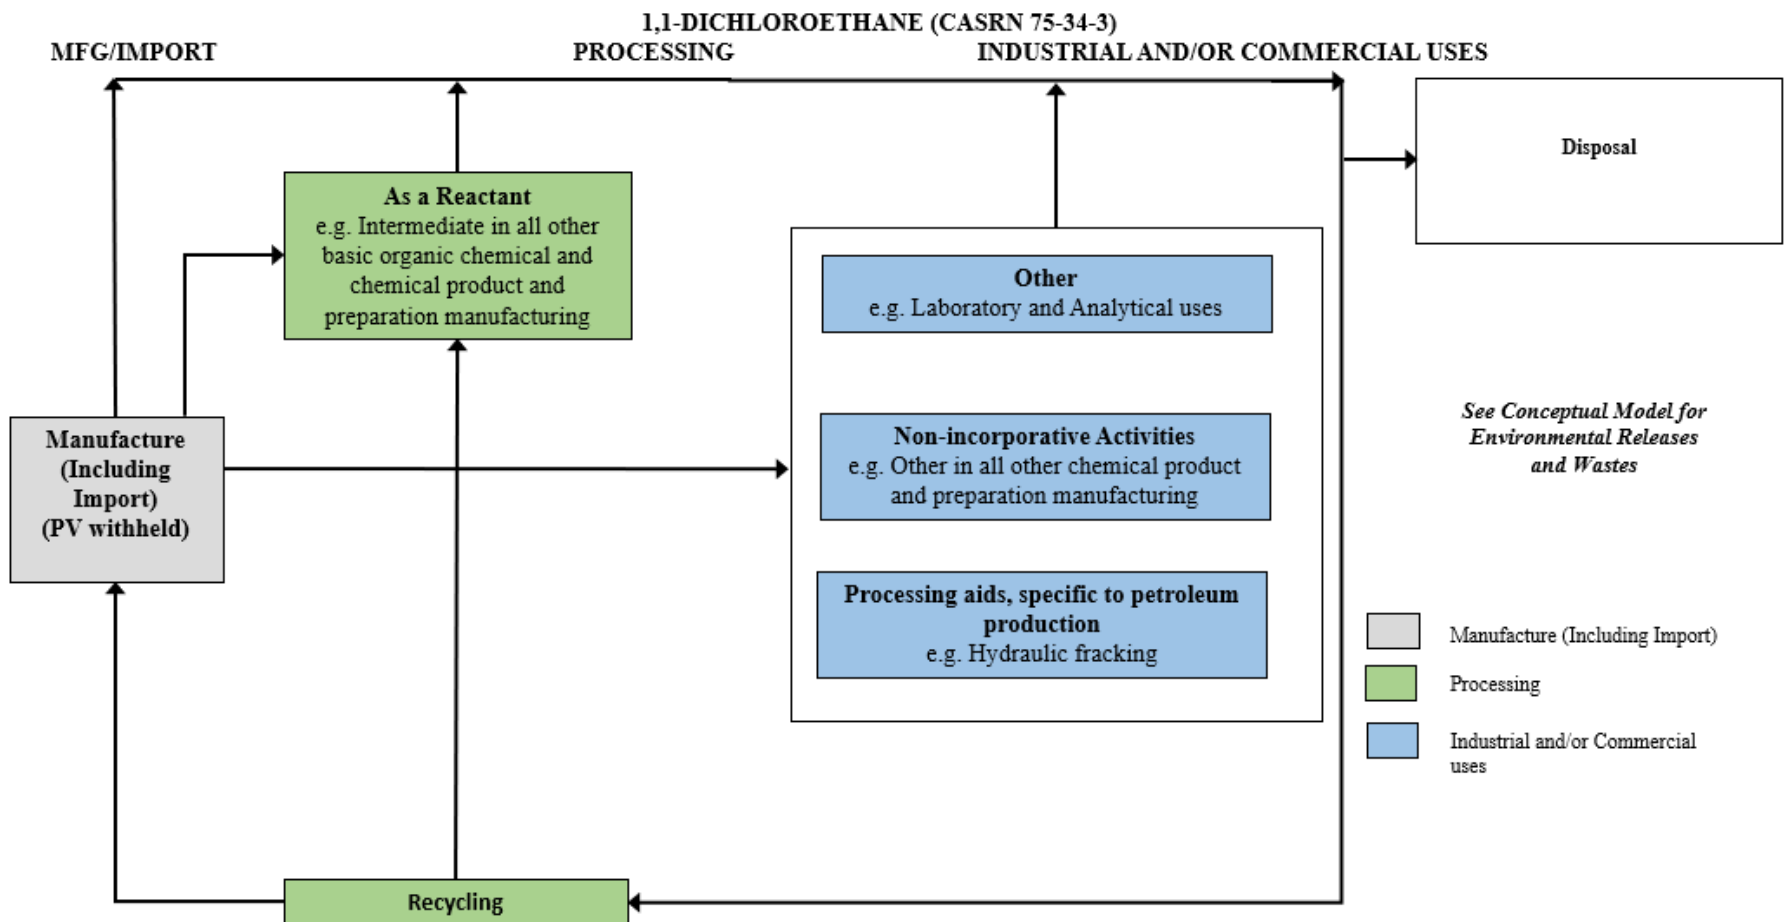 1,1-DICHLOROETHANE (CASRN 75-34-3)
MFG/IMPORT
PROCESSING
INDUSTRIAL AND/OR COMMERCIAL USES
Disposal
As a Reactant
e.g. Intermediate in all other
basic organic chemical and
chemical product and
preparation manufacturing
Other
e.g. Laboratory and Analytical uses
Manufacture
(Including
Import)
(PV withheld)
Non-incorporative Activities
e.g. Other in all other chemical product
and preparation manufacturing
See Conceptual Model for
Environmental Releases
and Wastes
Processing aids, specific to petroleum
production
e.g. Hydraulic fracking
Manufacture (Including Import)
Processing
Industrial and/or Commercial
uses
Recycling